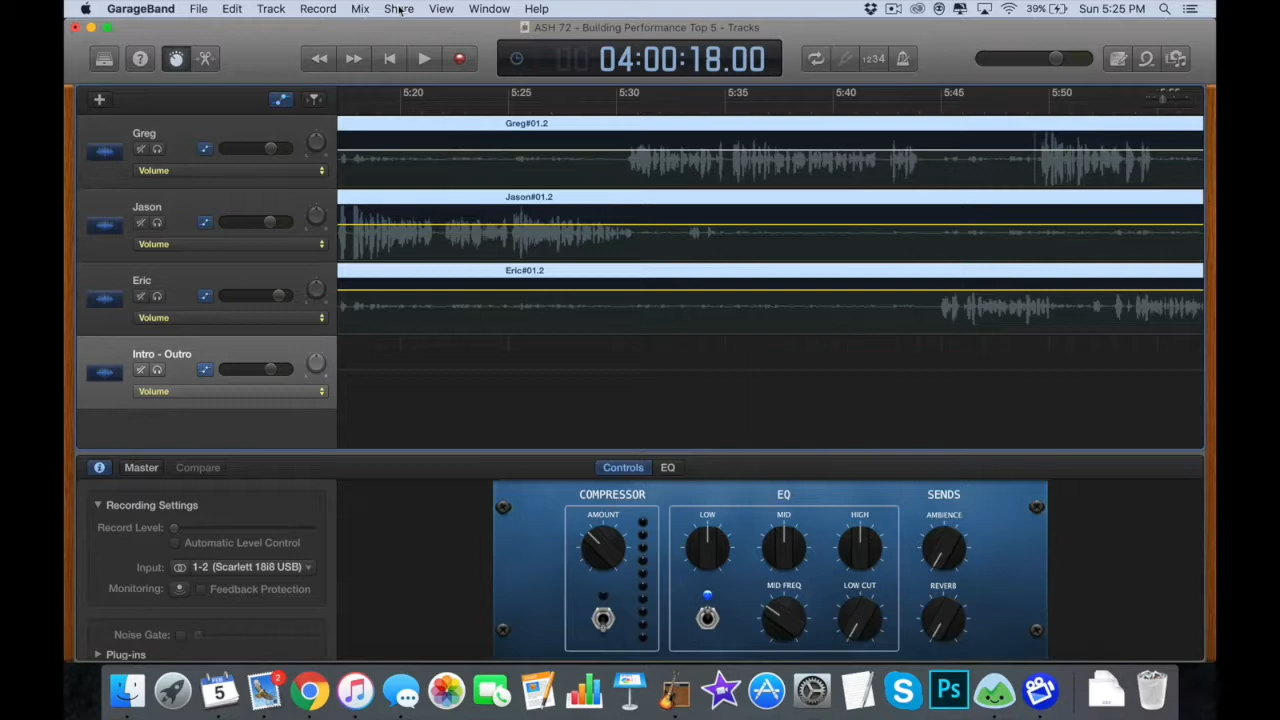 GarageBand File Edit Track Record Mix Share View Window Help 39% Sun 5:25 PM
ASH 72 - Building Performance Top 5 - Tracks
04:00:18.00 1234
5:20 5:25 5:30 5:35 5:40 5:45 5:50
Greg
Volume
Greg#01.2
Jason
Volume
Jason#01.2
Eric
Volume
Eric#01.2
Intro - Outro
Volume
Master Compare Controls EQ
Recording Settings
Record Level:
Automatic Level Control
Input: 1-2 (Scarlett 18i8 USB)
Monitoring: Feedback Protection
Noise Gate:
Plug-ins
COMPRESSOR EQ SENDS
AMOUNT LOW MID HIGH AMBIENCE
MID FREQ LOW CUT REVERB
FEB
5
2
Ps